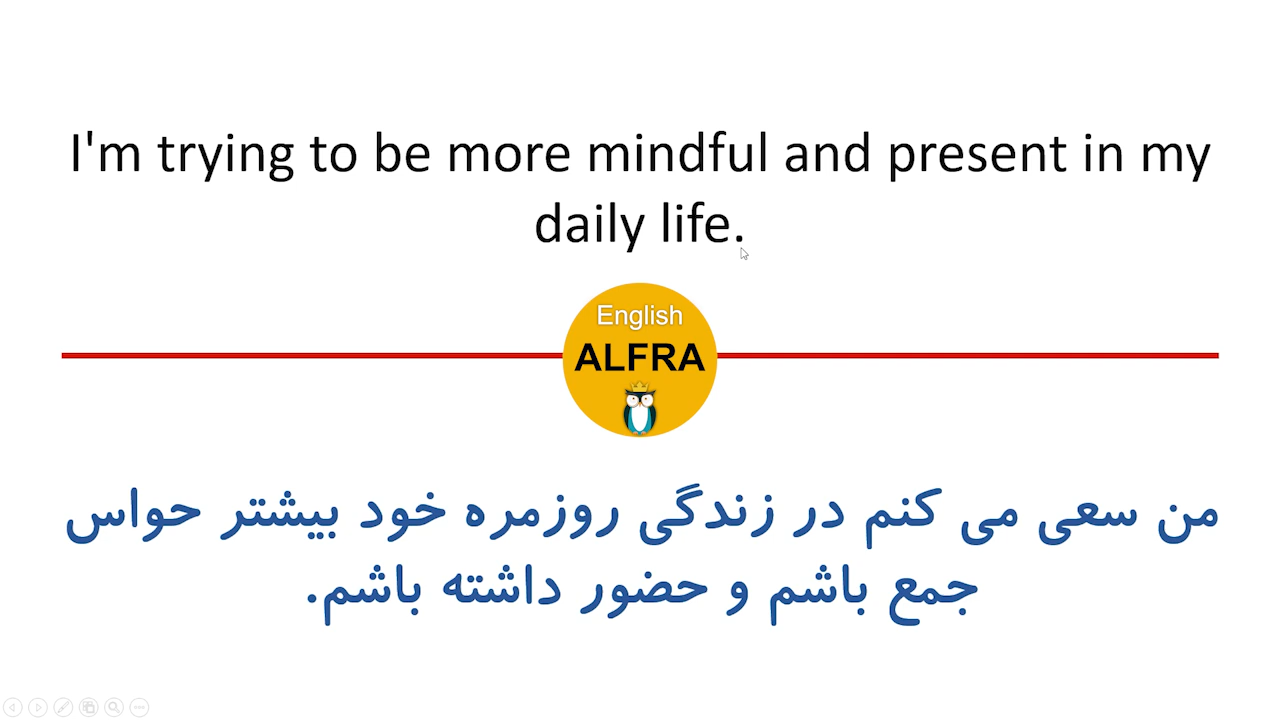 I'm trying to be more mindful and present in my
daily life.
English
ALFRA
من سعی می کنم در زندگی روزمره خود بیشتر حواس
جمع باشم و حضور داشته باشم.